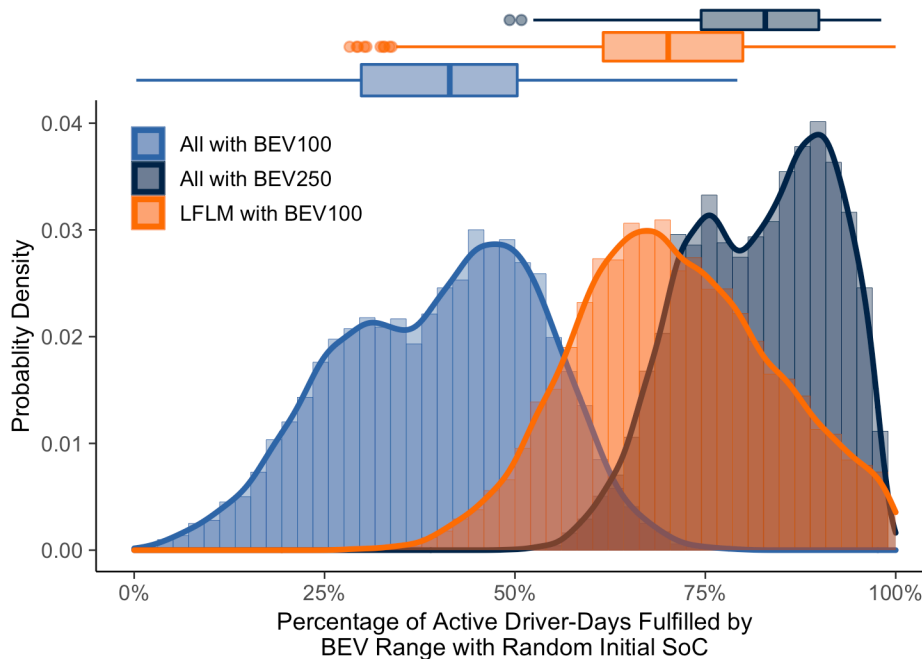 0.04
0.03
0.02
0.01
0.00
Probablity Density
All with BEV100
All with BEV250
LFLM with BEV100
0%
25%
50%
75%
100%
Percentage of Active Driver-Days Fulfilled by
BEV Range with Random Initial SoC